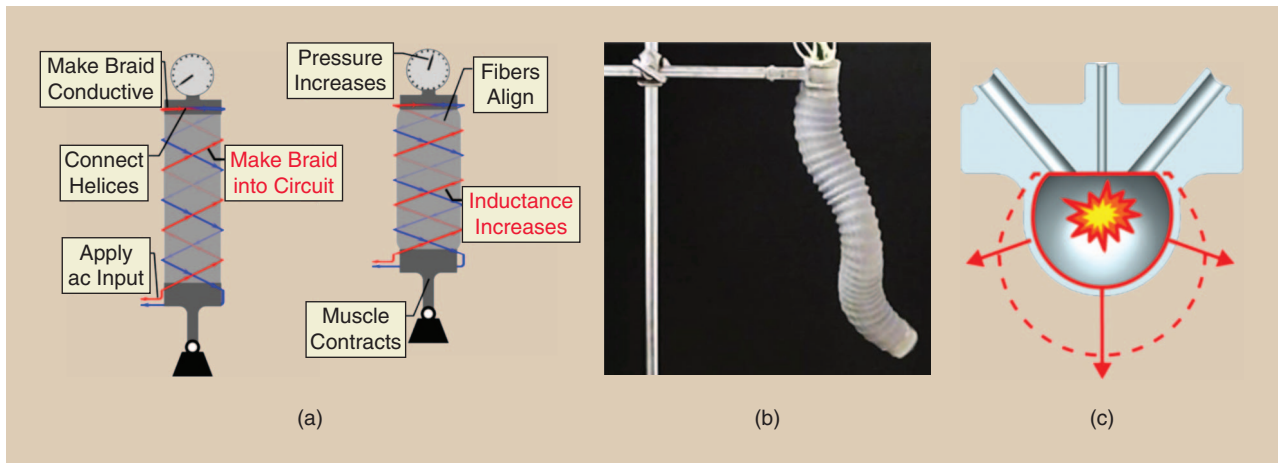 Make Braid
Conductive
Connect
Helices
Make Braid
into Circuit
Apply
ac Input
Pressure
Increases
Fibers
Align
Inductance
Increases
Muscle
Contracts
(a)
(b)
(c)